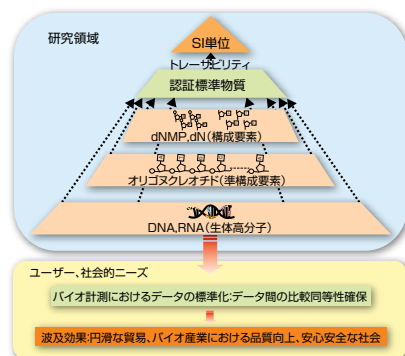 研究領域
SI単位
トレーサビリティ
認証標準物質
dNMP,dN(構成要素)
オリゴヌクレオチド(準構成要素)
DNA,RNA(生体高分子)
ユーザー、社会的ニーズ
バイオ計測におけるデータの標準化:データ間の比較同等性確保
波及効果:円滑な貿易、バイオ産業における品質向上、安心安全な社会